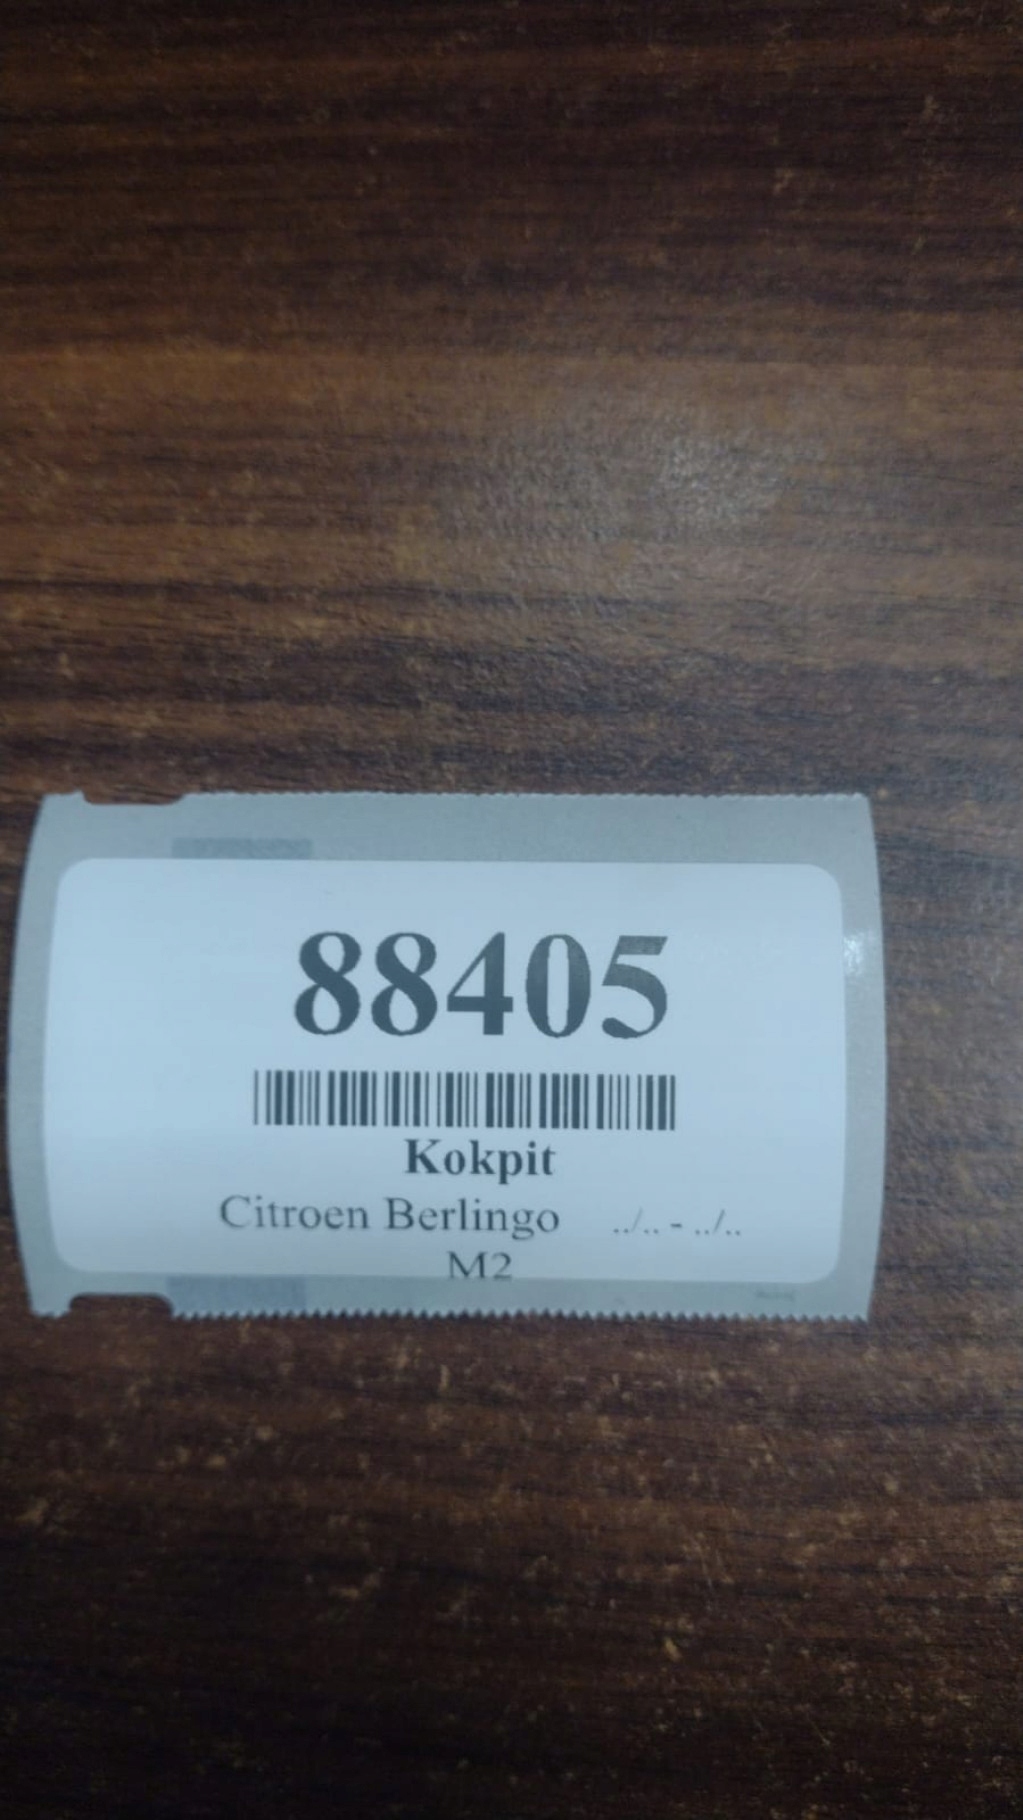 88405
Kokpit
Citroen Berlingo ../.. - ../..
M2